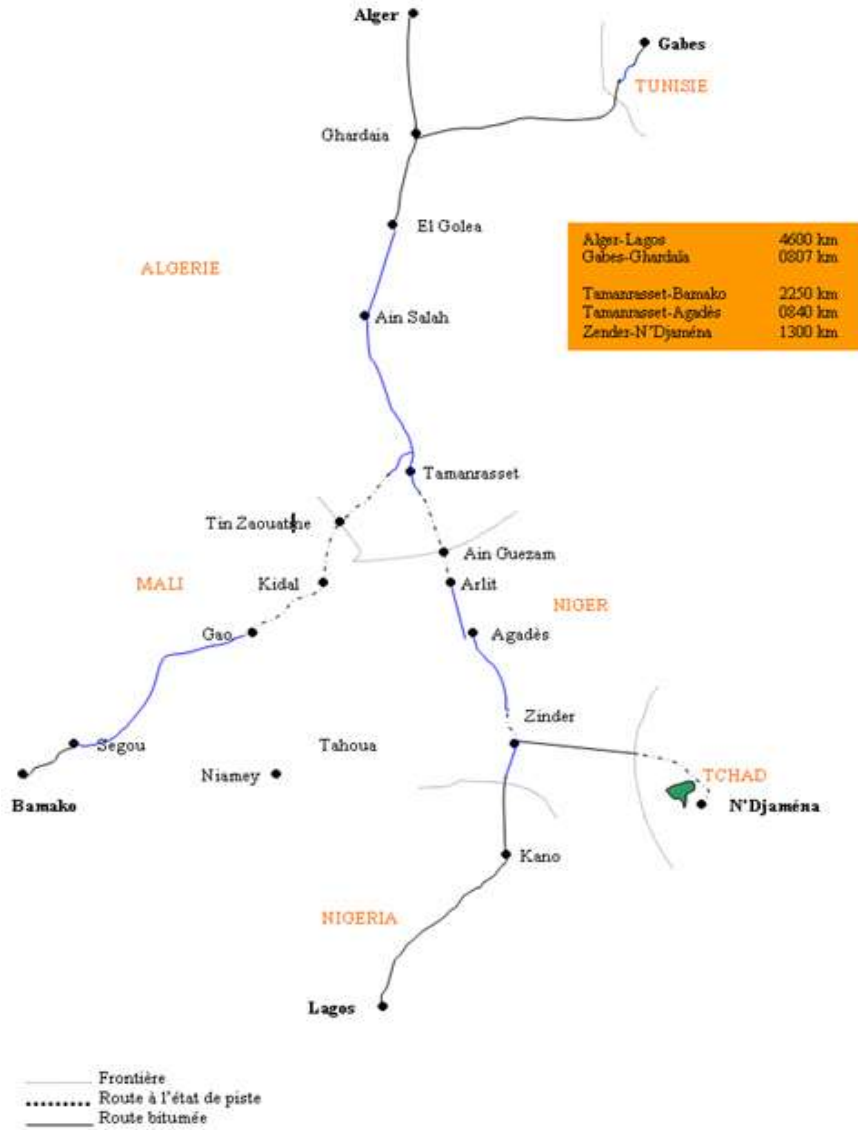 Alger
Gabes
TUNISIE
Ghardaia
El Golea
ALGERIE
Alger-Lagos 4600 km
Gabes-Ghardaïa 0807 km
Tamanrasset-Bamako 2250 km
Tamanrasset-Agadès 0840 km
Zender-N'Djaména 1300 km
Ain Salah
Tamanrasset
Tin Zaouatine
Ain Guezam
MALI
Kidal
Arlit
NIGER
Gao
Agadès
Zinder
Segou
Tahoua
Niamey
TCHAD
Bamako
N'Djaména
Kano
NIGERIA
Lagos
Frontière
Route à l'état de piste
Route bitumée